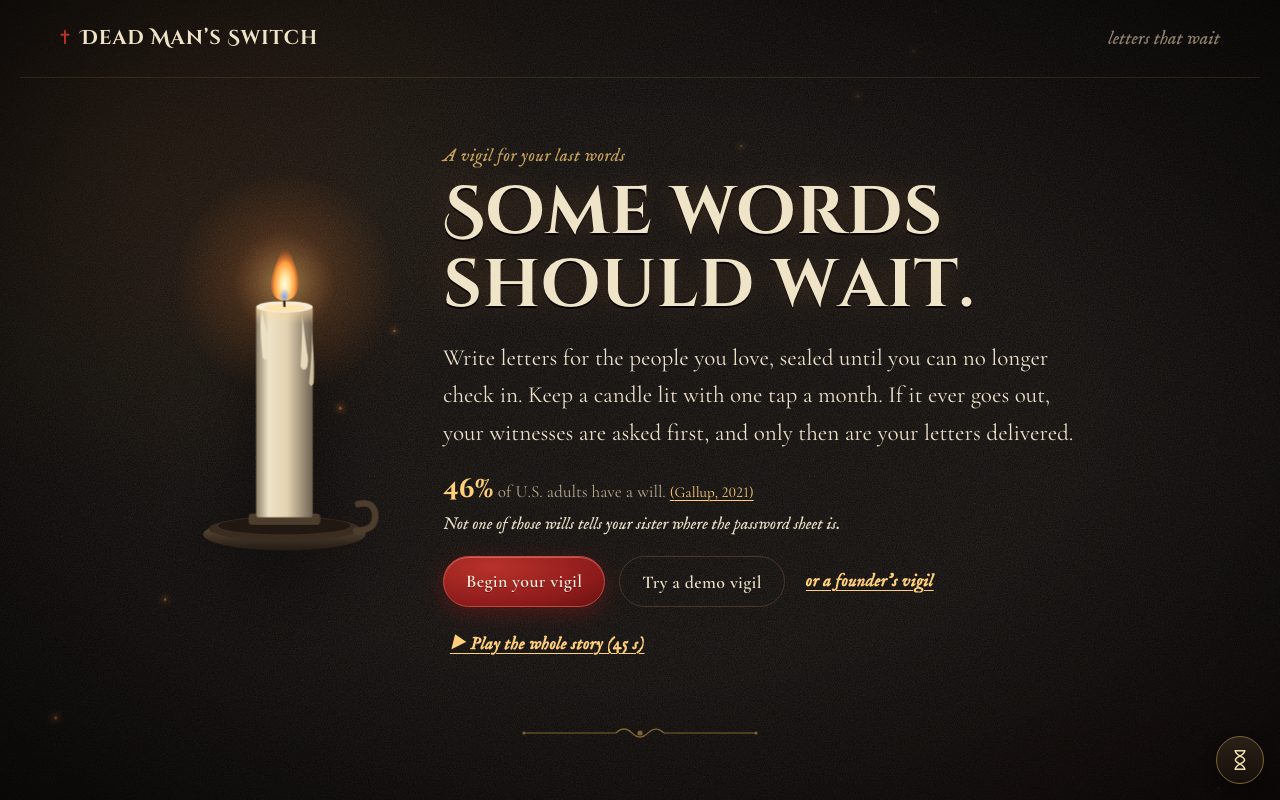 † Dead Man's Switch
letters that wait
A vigil for your last words
Some words
should wait.
Write letters for the people you love, sealed until you can no longer
check in. Keep a candle lit with one tap a month. If it ever goes out,
your witnesses are asked first, and only then are your letters delivered.
46% of U.S. adults have a will. (Gallup, 2021)
Not one of those wills tells your sister where the password sheet is.
Begin your vigil
Try a demo vigil
or a founder's vigil
▶ Play the whole story (45 s)